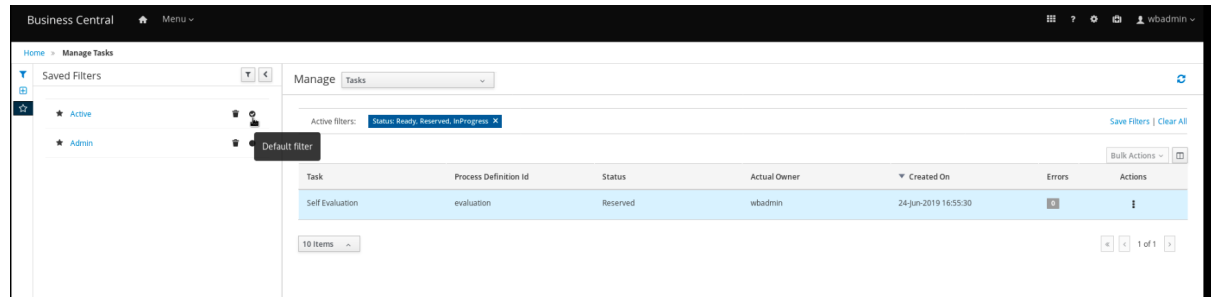 Business Central Menu ? wbadmin
Home » Manage Tasks
Saved Filters
Active
Admin
Default filter
Manage Tasks
Active filters: Status: Ready, Reserved, InProgress X
Save Filters | Clear All
Bulk Actions
Task Process Definition Id Status Actual Owner Created On Errors Actions
Self Evaluation evaluation Reserved wbadmin 24-Jun-2019 16:55:30 0
10 Items
« < 1 of 1 >